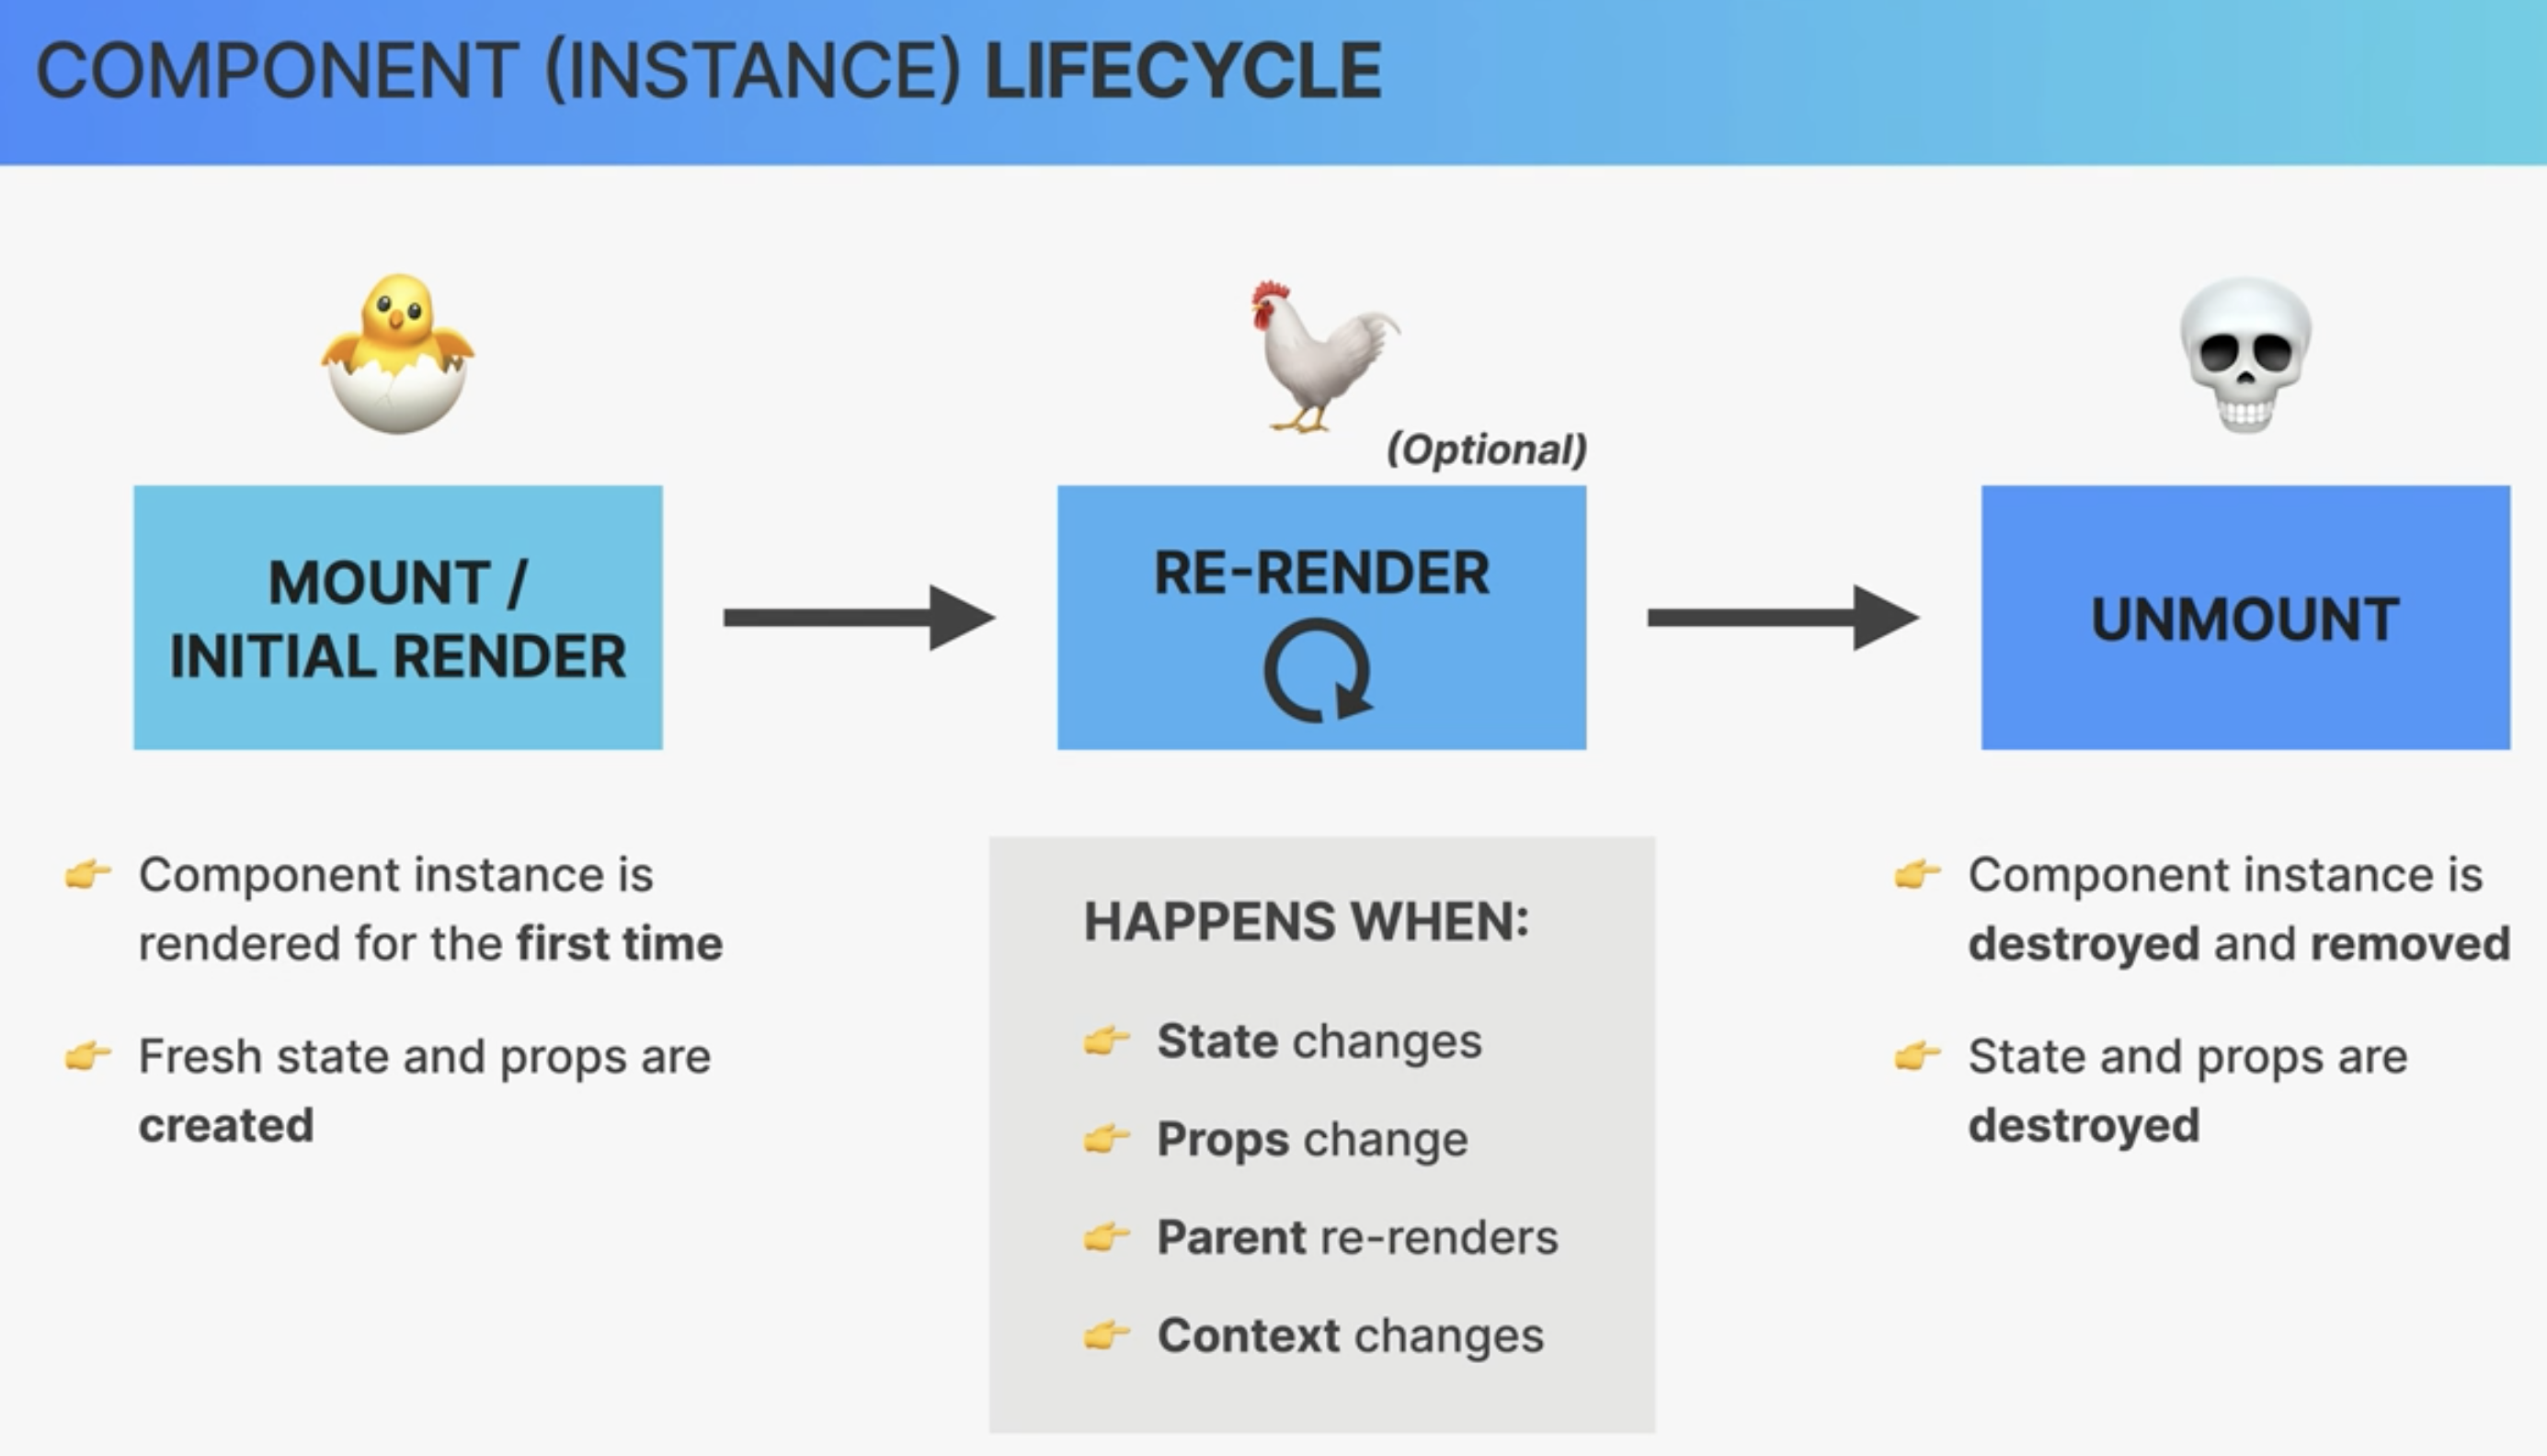 COMPONENT (INSTANCE) LIFECYCLE
(Optional)
MOUNT /
INITIAL RENDER
RE-RENDER
UNMOUNT
Component instance is
rendered for the first time
Fresh state and props are
created
HAPPENS WHEN:
State changes
Props change
Parent re-renders
Context changes
Component instance is
destroyed and removed
State and props are
destroyed